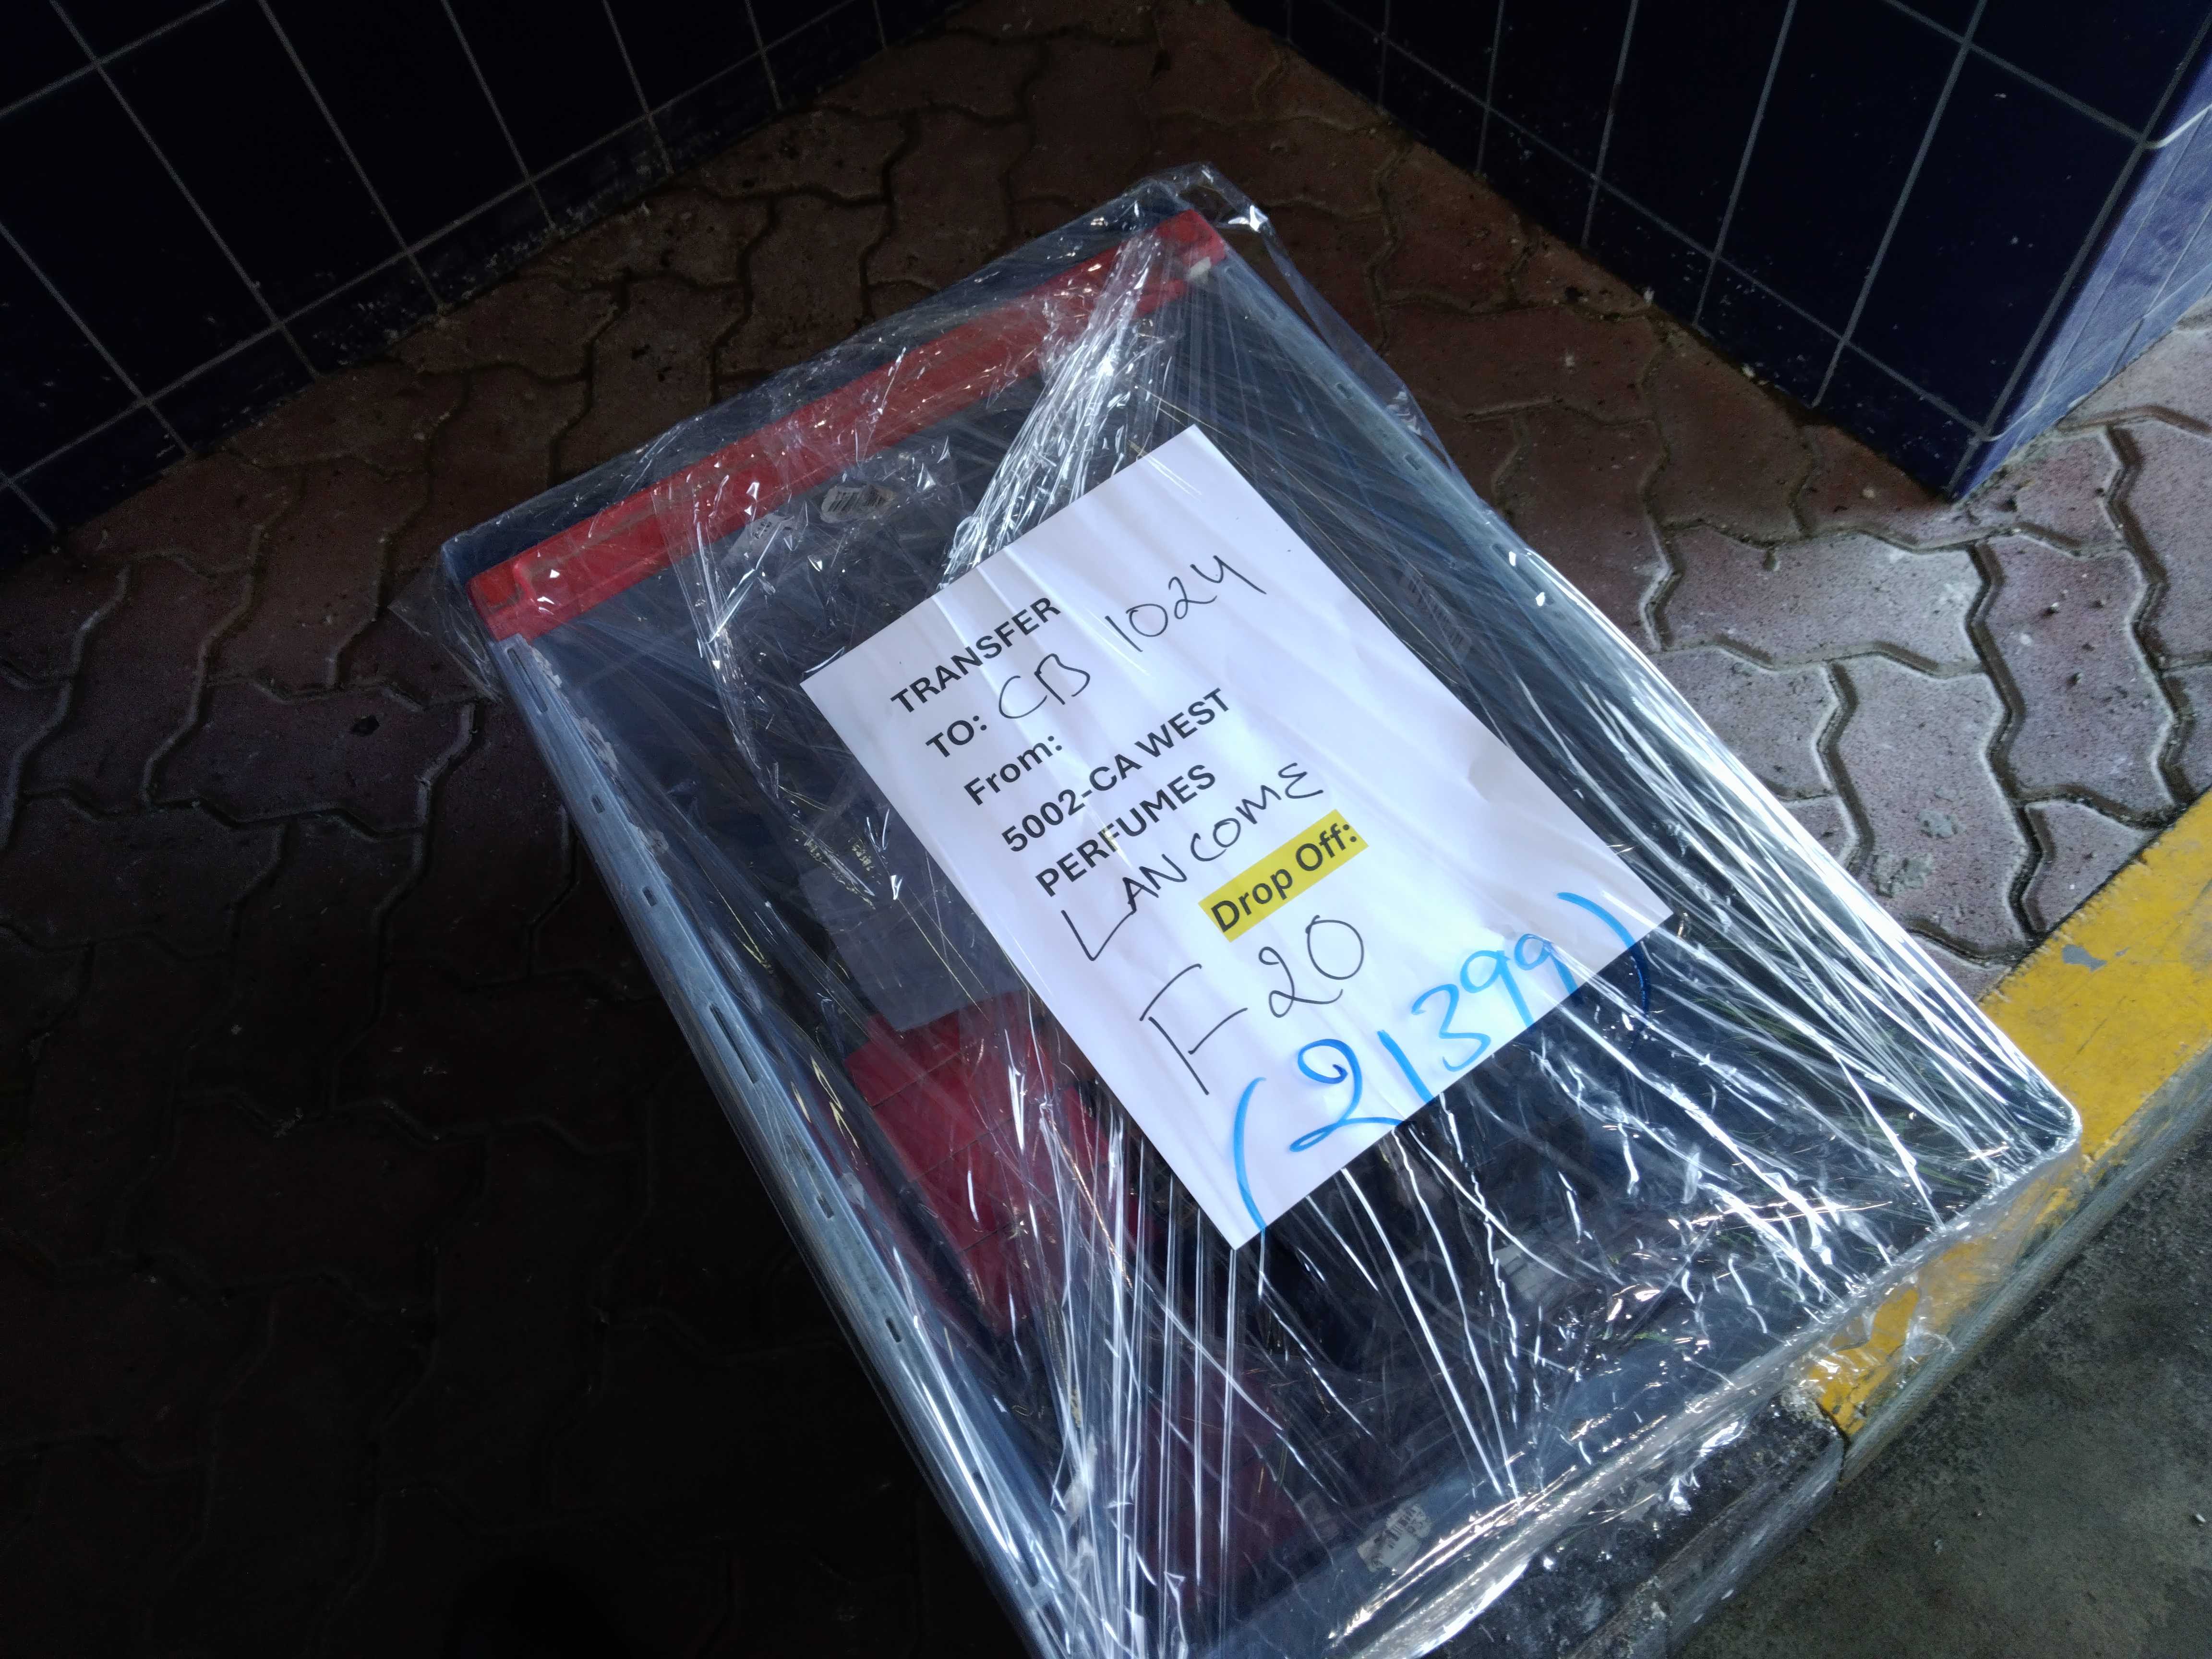 TRANSFER
TO: CB 1024
From:
5002-CA WEST
PERFUMES
LANCOME
Drop Off:
F20
(21399)